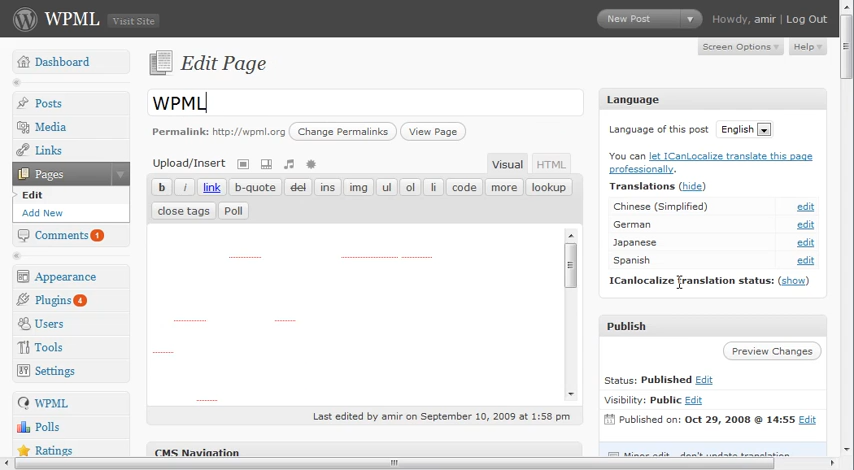 WPML Visit Site New Post Howdy, amir | Log Out
Screen Options Help
Dashboard
Edit Page
Posts
Media
Links
Pages
Edit
Add New
Comments 1
Appearance
Plugins 4
Users
Tools
Settings
WPML
Polls
Ratings
WPML
Permalink: http://wpml.org Change Permalinks View Page
Upload/Insert Visual HTML
b i link b-quote del ins img ul ol li code more lookup
close tags Poll
Last edited by amir on September 10, 2009 at 1:58 pm
CMS Navigation
Language
Language of this post English
You can let ICanLocalize translate this page
professionally.
Translations (hide)
Chinese (Simplified) edit
German edit
Japanese edit
Spanish edit
ICanlocalize translation status: (show)
Publish
Preview Changes
Status: Published Edit
Visibility: Public Edit
Published on: Oct 29, 2008 @ 14:55 Edit
Minor edit - don't update translation